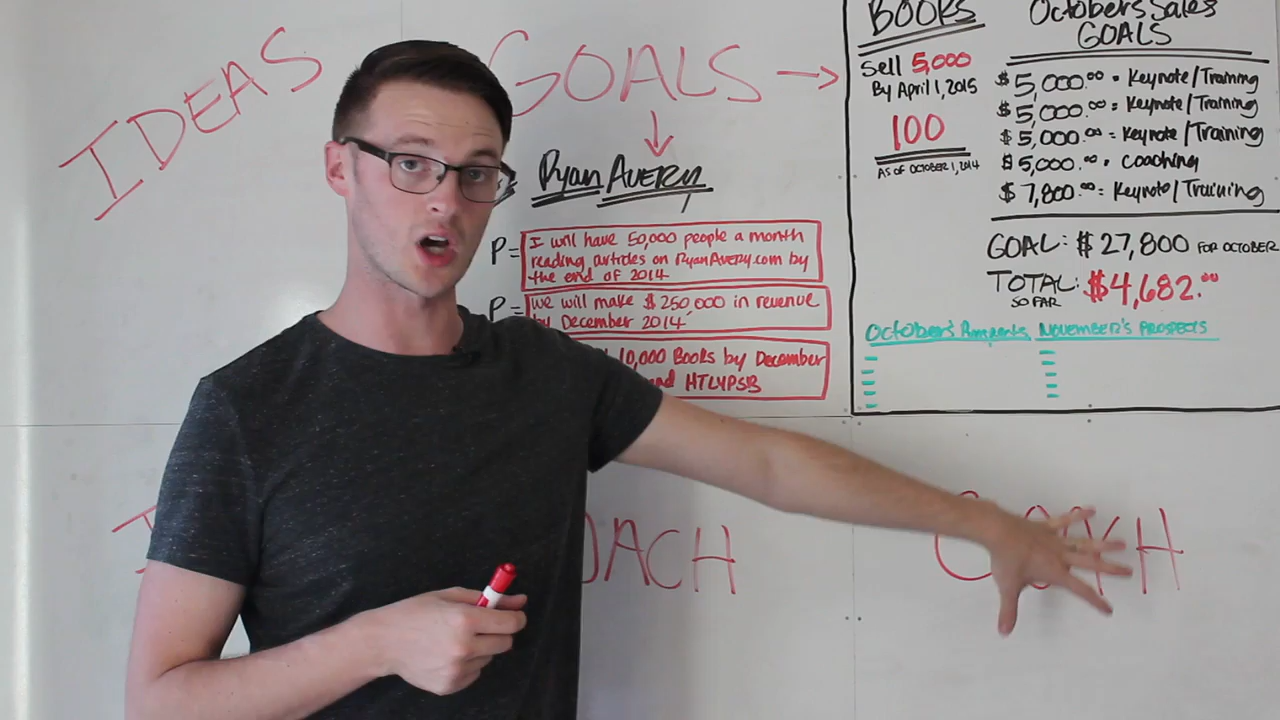 IDEAS
GOALS →
Ryan Avery
P = I will have 50,000 people a month
reading articles on RyanAvery.com by
the end of 2014
P = We will make $250,000 in revenue
by December 2014
10,000 Books by December
and HTLYPSIB
BOOKS
Sell 5,000
By April 1, 2015
100
AS OF OCTOBER 1, 2014
Octobers Sales
GOALS
$5,000.00 = Keynote/Training
$5,000.00 = Keynote/Training
$5,000.00 = Keynote/Training
$5,000.00 = Coaching
$7,800.00 = Keynote/Training
GOAL: $27,800 FOR OCTOBER
TOTAL: $4,682.00
SO FAR
October's
November's Prospects
OACH